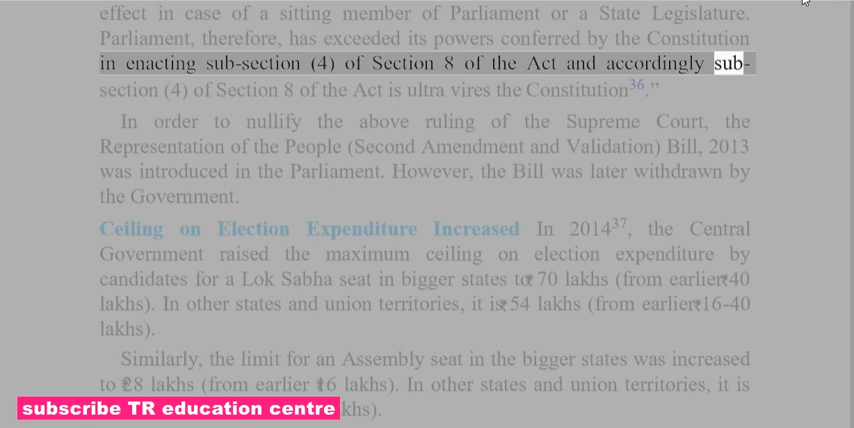 effect in case of a sitting member of Parliament or a State Legislature.
Parliament, therefore, has exceeded its powers conferred by the Constitution
in enacting sub-section (4) of Section 8 of the Act and accordingly sub-
section (4) of Section 8 of the Act is ultra vires the Constitution36.”
In order to nullify the above ruling of the Supreme Court, the
Representation of the People (Second Amendment and Validation) Bill, 2013
was introduced in the Parliament. However, the Bill was later withdrawn by
the Government.
Ceiling on Election Expenditure Increased In 201437, the Central
Government raised the maximum ceiling on election expenditure by
candidates for a Lok Sabha seat in bigger states to ₹70 lakhs (from earlier ₹40
lakhs). In other states and union territories, it is ₹54 lakhs (from earlier ₹16-40
lakhs).
Similarly, the limit for an Assembly seat in the bigger states was increased
to ₹28 lakhs (from earlier ₹16 lakhs). In other states and union territories, it is
subscribe TR education centre khs).